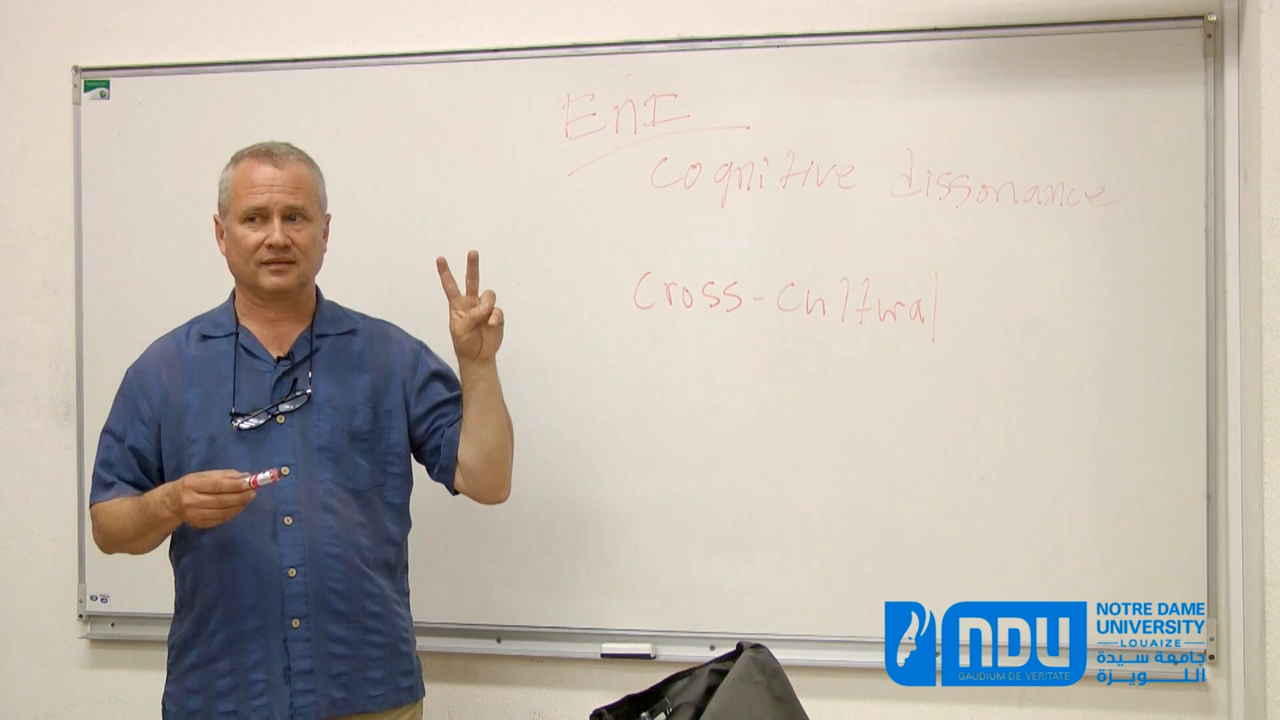 EnI
cognitive dissonance
cross-cultural
NDU
GAUDIUM DE VERITATE
NOTRE DAME
UNIVERSITY
LOUAIZE
جامعة سيدة
اللويزة